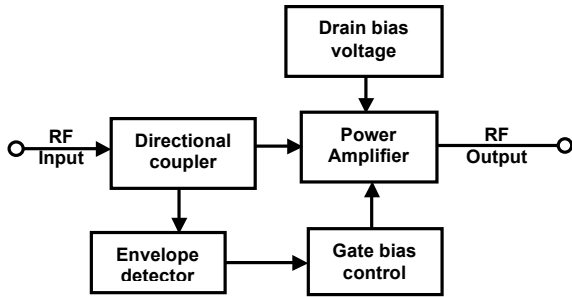 Drain bias
voltage
RF
Input
Directional
coupler
Power
Amplifier
RF
Output
Envelope
detector
Gate bias
control